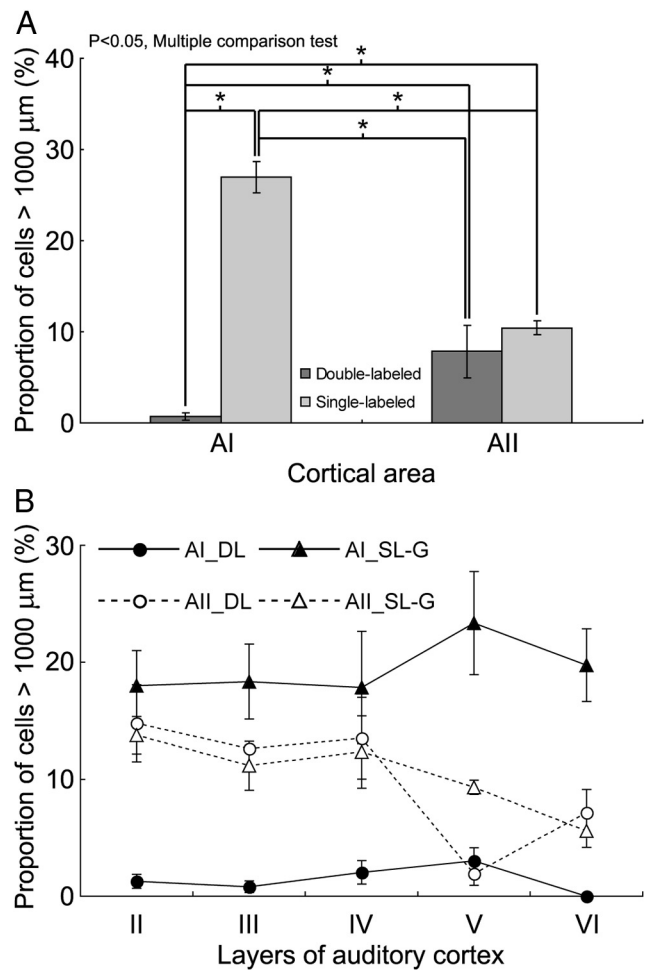 A
P<0.05, Multiple comparison test
Proportion of cells > 1000 μm (%)
40
30
20
10
0
*
*
*
*
*
Double-labeled
Single-labeled
AI
AII
Cortical area
B
Proportion of cells > 1000 μm (%)
30
20
10
0
AI_DL
AI_SL-G
AII_DL
AII_SL-G
II
III
IV
V
VI
Layers of auditory cortex